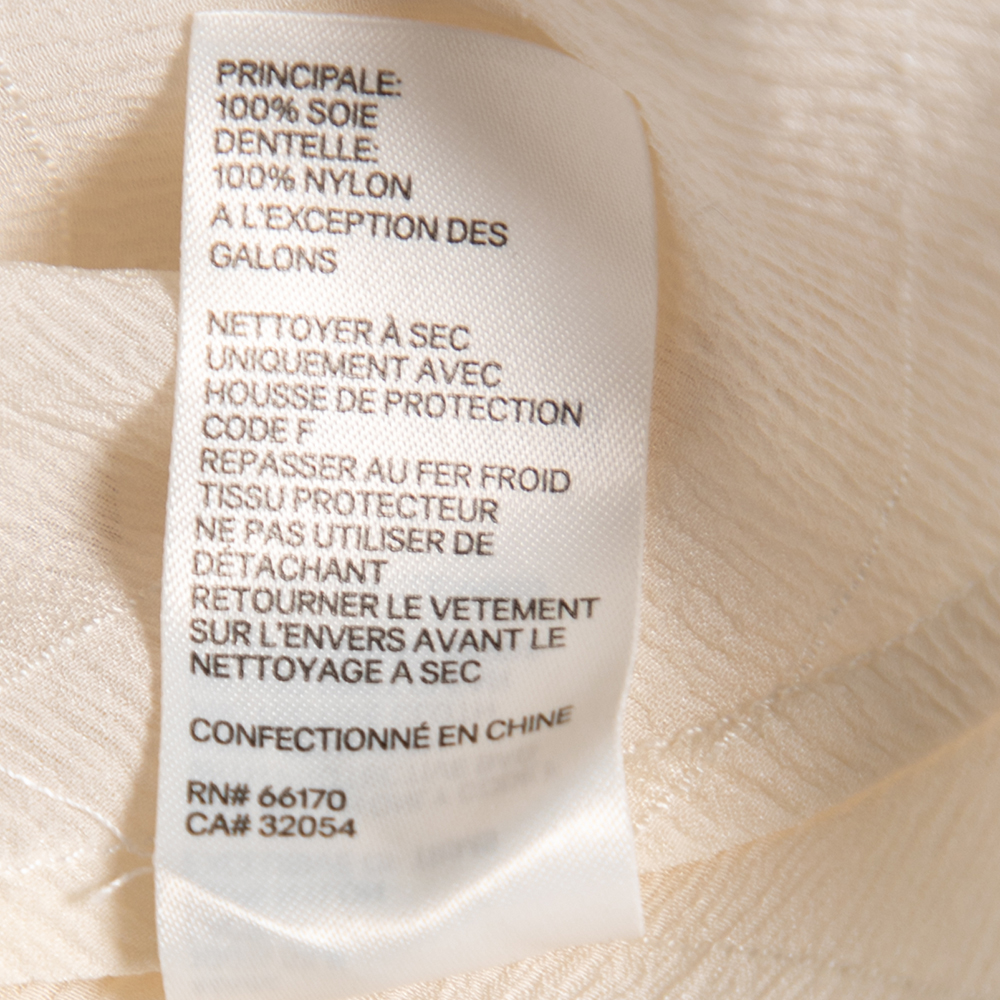 PRINCIPALE:
100% SOIE
DENTELLE:
100% NYLON
A L'EXCEPTION DES
GALONS
NETTOYER À SEC
UNIQUEMENT AVEC
HOUSSE DE PROTECTION
CODE F
REPASSER AU FER FROID
TISSU PROTECTEUR
NE PAS UTILISER DE
DÉTACHANT
RETOURNER LE VETEMENT
SUR L'ENVERS AVANT LE
NETTOYAGE A SEC
CONFECTIONNÉ EN CHINE
RN# 66170
CA# 32054